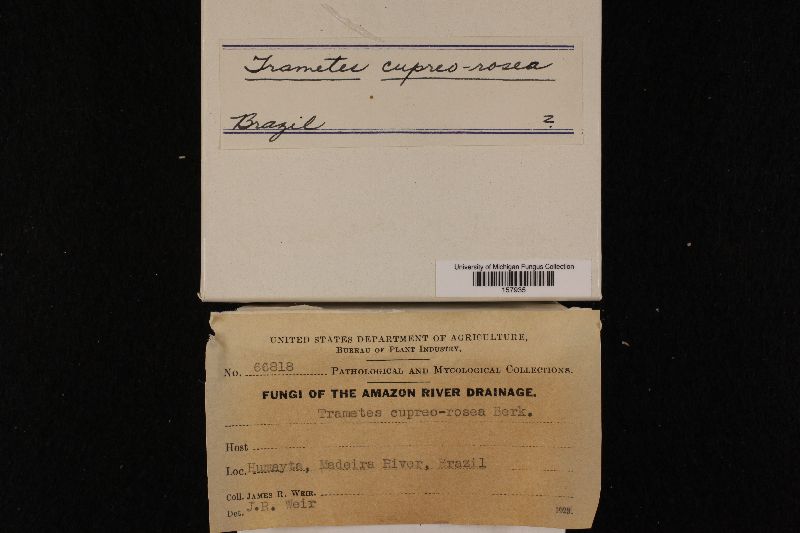 Trametes cupreo-rosea
Brazil ?
University of Michigan Fungus Collection
157935
UNITED STATES DEPARTMENT OF AGRICULTURE,
BUREAU OF PLANT INDUSTRY,
No. 66818 PATHOLOGICAL AND MYCOLOGICAL COLLECTIONS.
FUNGI OF THE AMAZON RIVER DRAINAGE.
Trametes cupreo-rosea Berk.
Host
Loc. Humayta, Madeira River, Brazil
Coll. JAMES R. WEIR.
Det. J.R. Weir 1923.